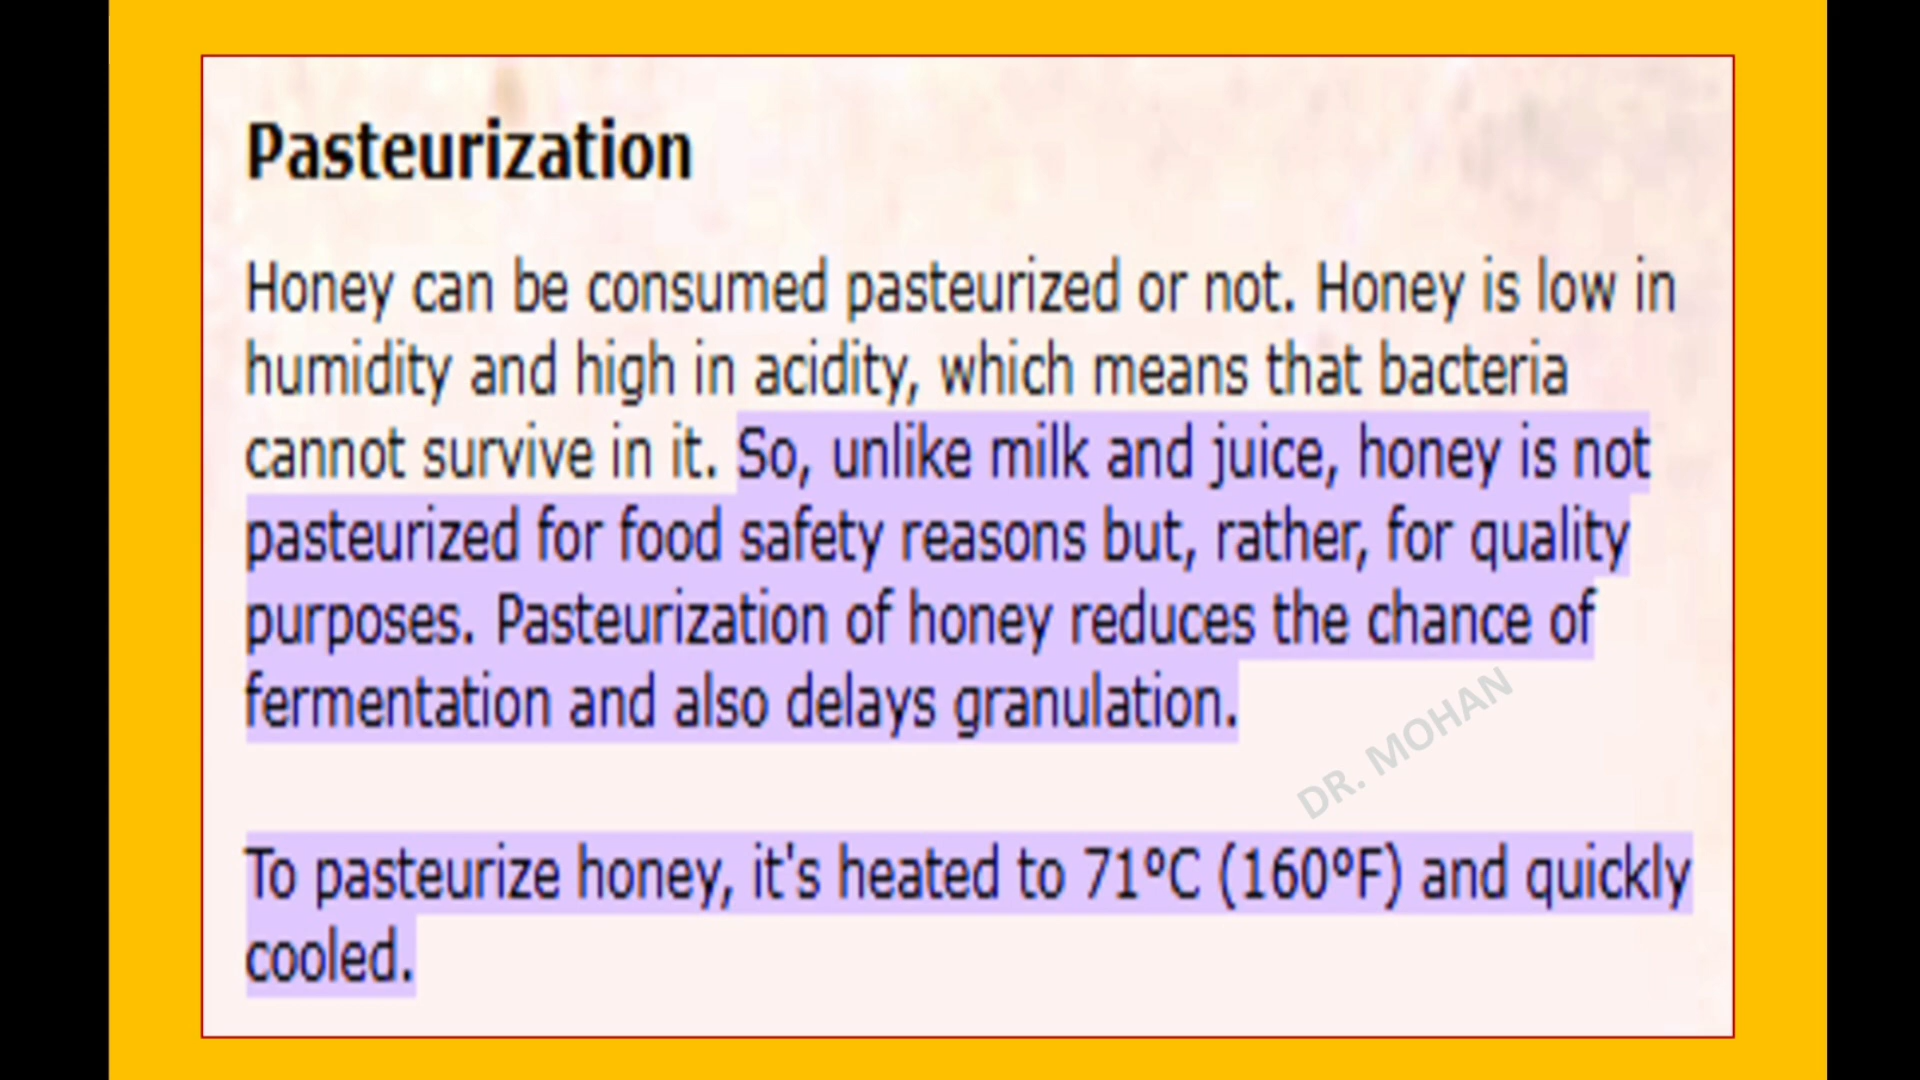 Pasteurization
Honey can be consumed pasteurized or not. Honey is low in
humidity and high in acidity, which means that bacteria
cannot survive in it. So, unlike milk and juice, honey is not
pasteurized for food safety reasons but, rather, for quality
purposes. Pasteurization of honey reduces the chance of
fermentation and also delays granulation.
DR. MOHAN
To pasteurize honey, it's heated to 71ºC (160ºF) and quickly
cooled.